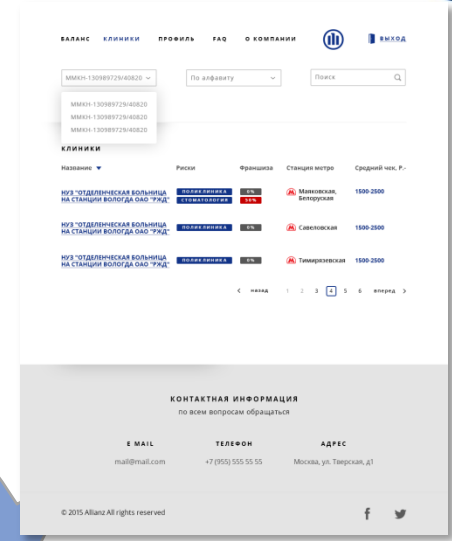 БАЛАНС КЛИНИКИ ПРОФИЛЬ FAQ О КОМПАНИИ ВЫХОД
ММКН-130989729/40820 По алфавиту Поиск
ММКН-130989729/40820
ММКН-130989729/40820
ММКН-130989729/40820
КЛИНИКИ
Название Риски Франшиза Станция метро Средний чек, Р.-
НУЗ "ОТДЕЛЕНЧЕСКАЯ БОЛЬНИЦА ПОЛИКЛИНИКА 0% Маяковская, 1500-2500
НА СТАНЦИИ ВОЛОГДА ОАО "РЖД" СТОМАТОЛОГИЯ 50% Белоруская
НУЗ "ОТДЕЛЕНЧЕСКАЯ БОЛЬНИЦА ПОЛИКЛИНИКА 0% Савеловская 1500-2500
НА СТАНЦИИ ВОЛОГДА ОАО "РЖД"
НУЗ "ОТДЕЛЕНЧЕСКАЯ БОЛЬНИЦА ПОЛИКЛИНИКА 0% Тимирязевская 1500-2500
НА СТАНЦИИ ВОЛОГДА ОАО "РЖД"
назад 1 2 3 4 5 6 вперед
КОНТАКТНАЯ ИНФОРМАЦИЯ
по всем вопросам обращаться
E MAIL ТЕЛЕФОН АДРЕС
mail@mail.com +7 (955) 555 55 55 Москва, ул. Тверская, д1
© 2015 Allianz All rights reserved